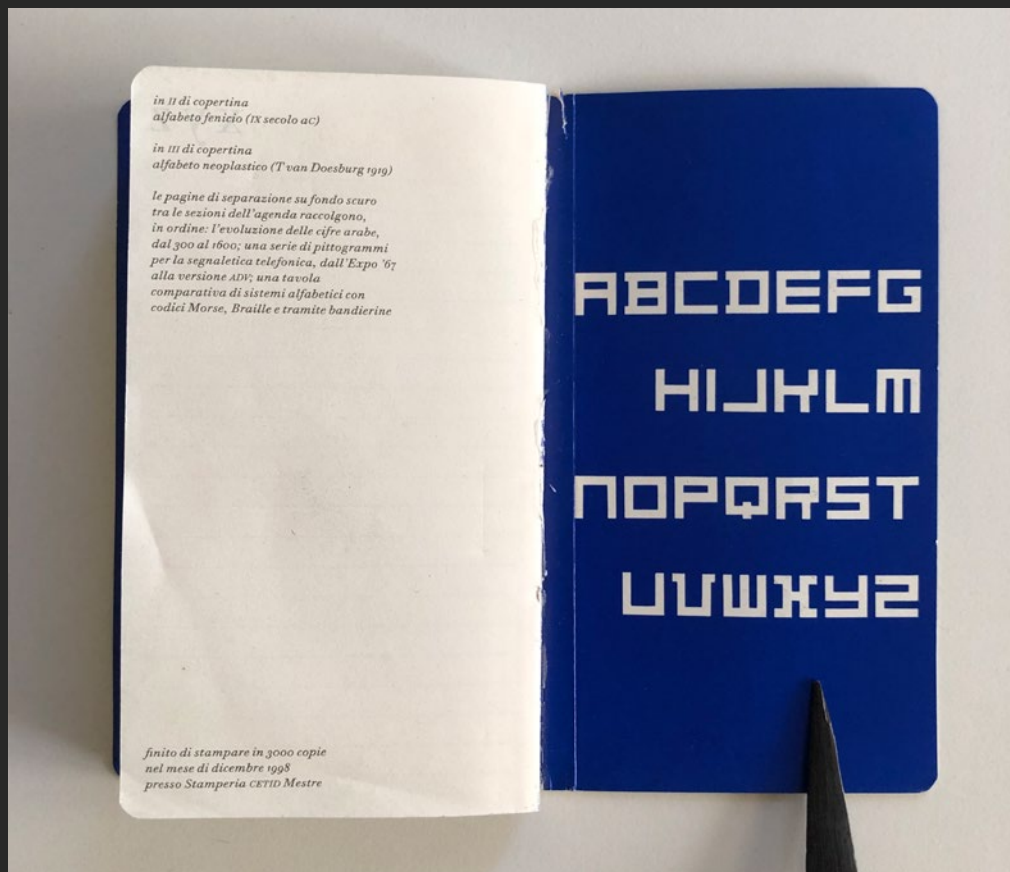 in II di copertina
alfabeto fenicio (IX secolo aC)
in III di copertina
alfabeto neoplastico (T van Doesburg 1919)
le pagine di separazione su fondo scuro
tra le sezioni dell'agenda raccolgono,
in ordine: l'evoluzione delle cifre arabe,
dal 300 al 1600; una serie di pittogrammi
per la segnaletica telefonica, dall'Expo '67
alla versione ADV; una tavola
comparativa di sistemi alfabetici con
codici Morse, Braille e tramite bandierine
finito di stampare in 3000 copie
nel mese di dicembre 1998
presso Stamperia CETID Mestre
ABCDEFG
HIJKLM
NOPQRST
UVWXYZ